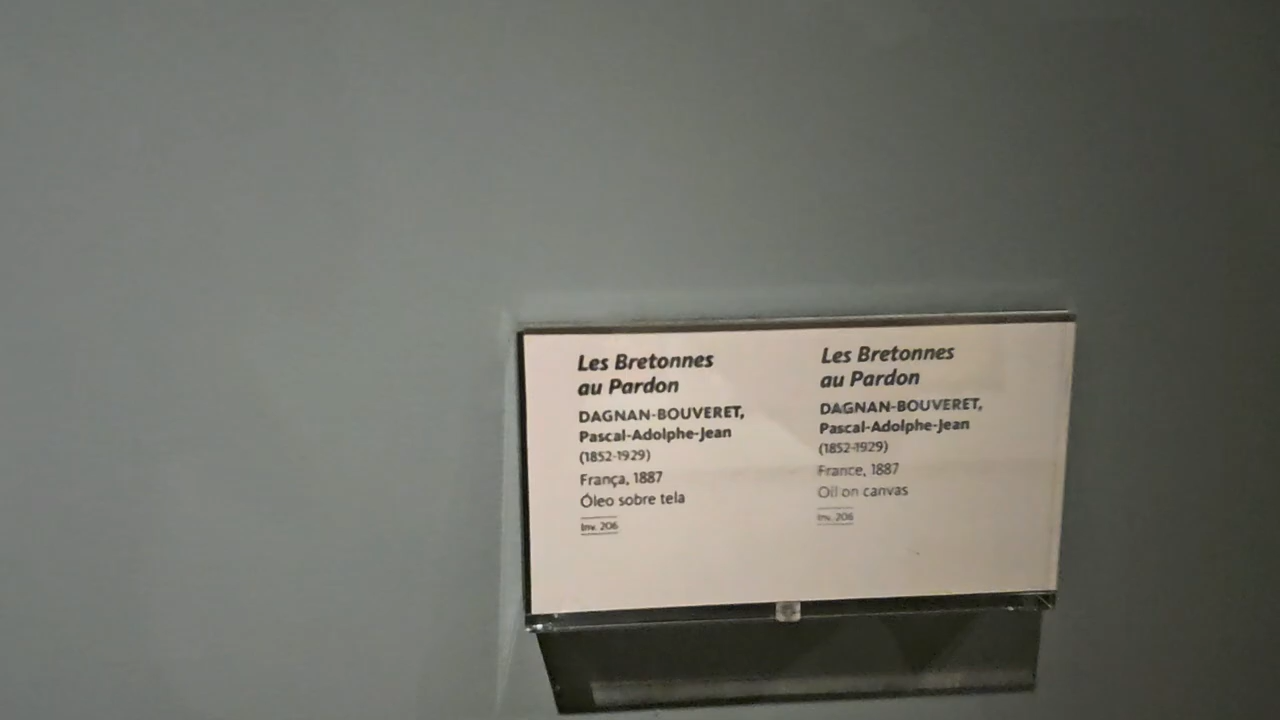 Les Bretonnes
au Pardon
DAGNAN-BOUVERET,
Pascal-Adolphe-Jean
(1852-1929)
França, 1887
Óleo sobre tela
Inv. 206
Les Bretonnes
au Pardon
DAGNAN-BOUVERET,
Pascal-Adolphe-Jean
(1852-1929)
France, 1887
Oil on canvas
Inv. 206